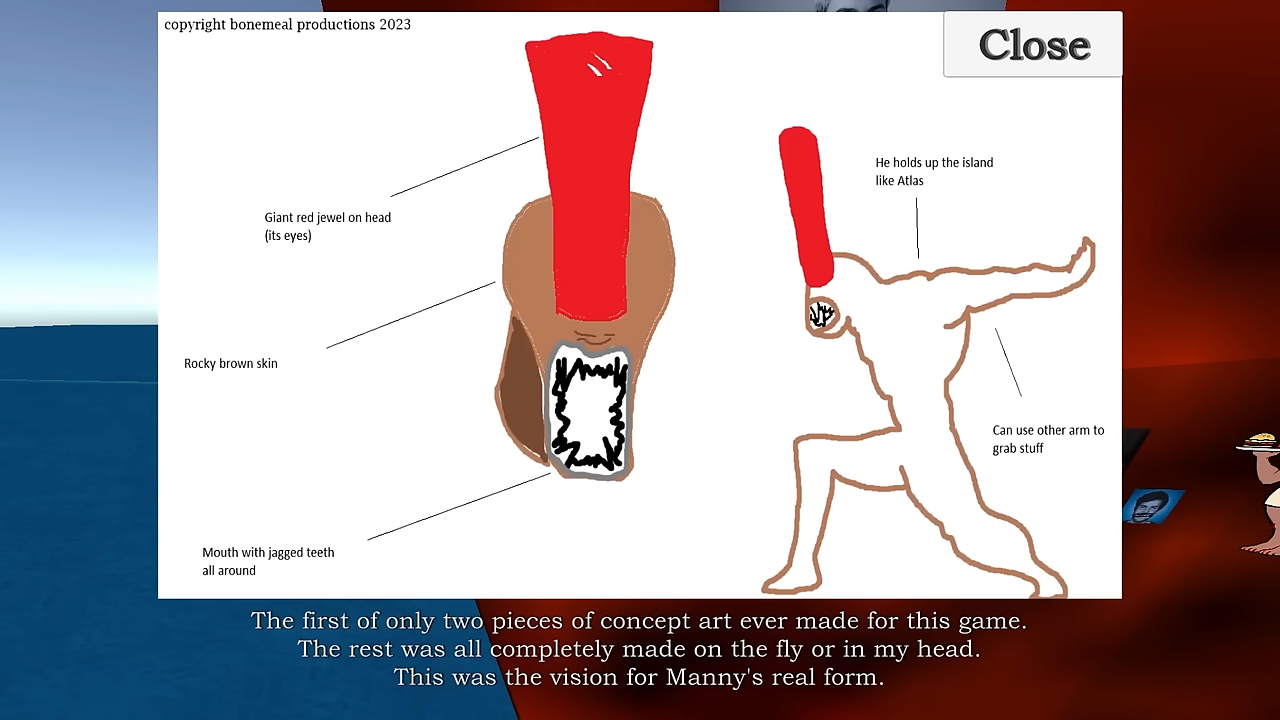 copyright bonemeal productions 2023
Close
He holds up the island
like Atlas
Giant red jewel on head
(its eyes)
Rocky brown skin
Can use other arm to
grab stuff
Mouth with jagged teeth
all around
The first of only two pieces of concept art ever made for this game.
The rest was all completely made on the fly or in my head.
This was the vision for Manny's real form.